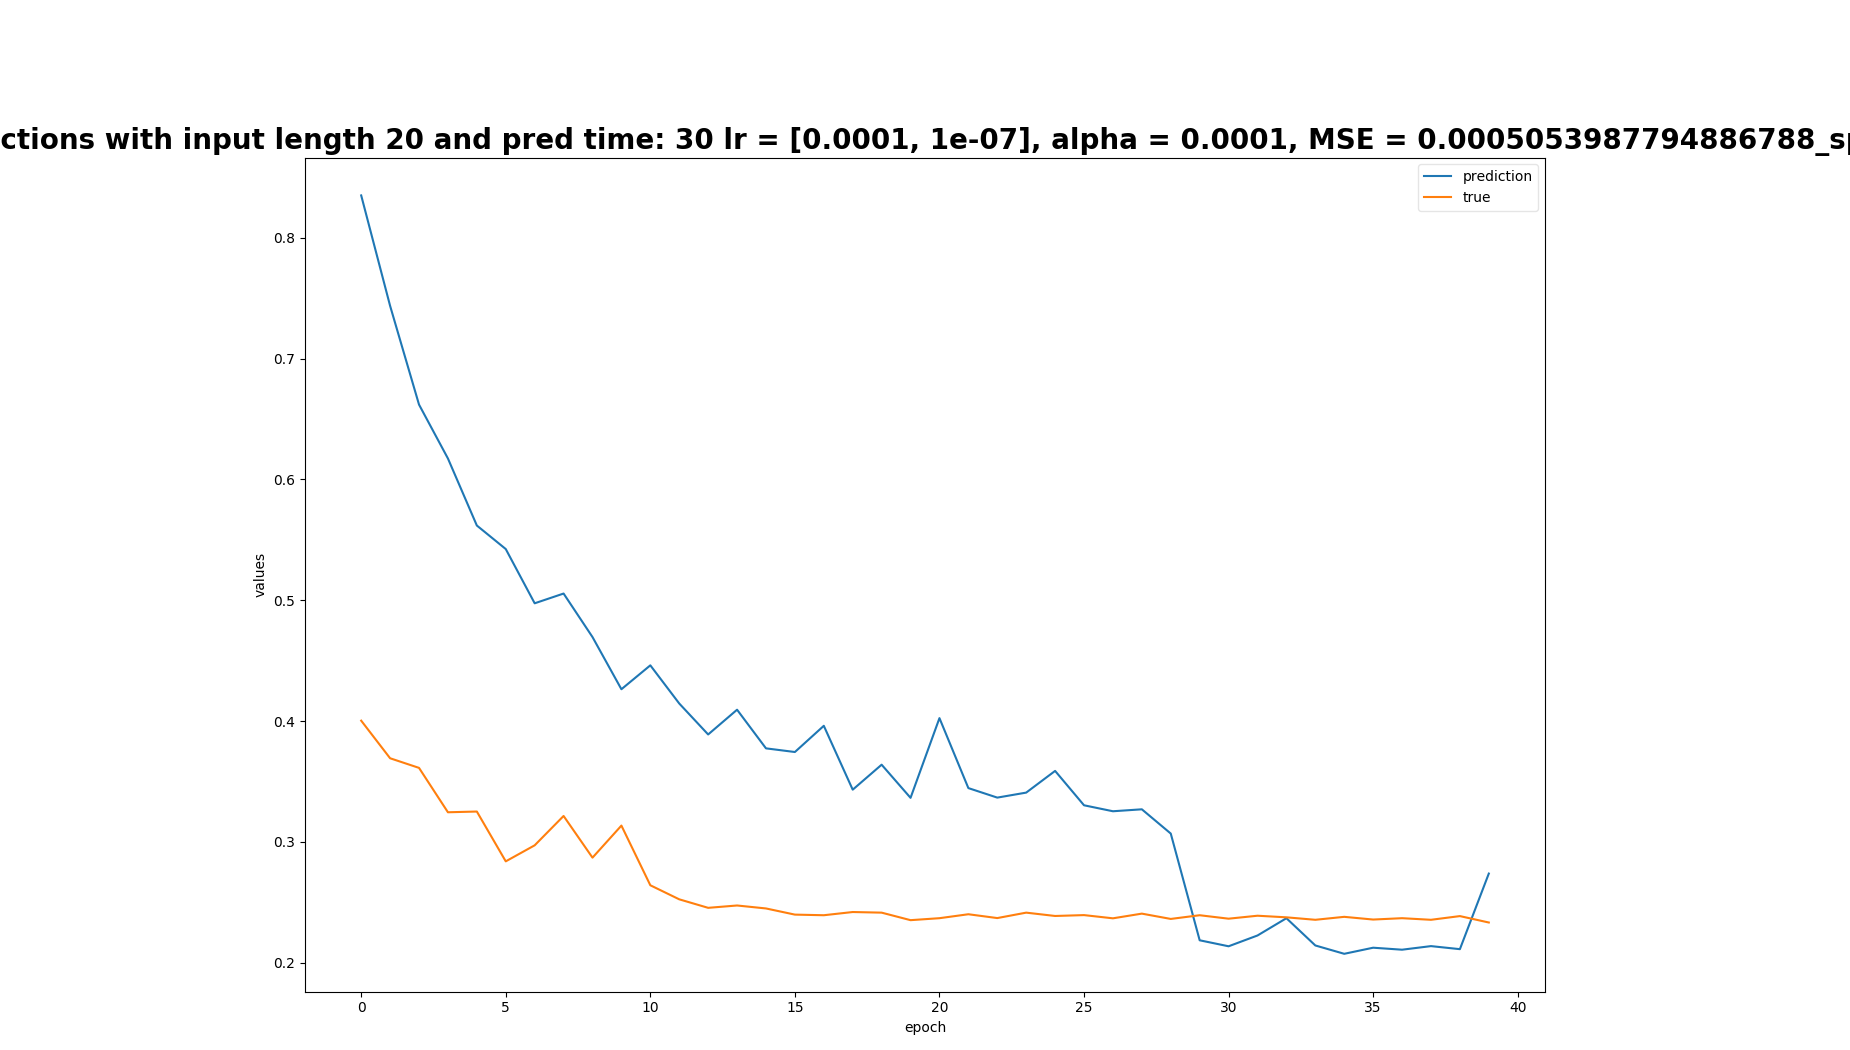 ctions with input length 20 and pred time: 30 lr = [0.0001, 1e-07], alpha = 0.0001, MSE = 0.0005053987794886788_sp
prediction
true
0.8
0.7
0.6
0.5
0.4
0.3
0.2
values
0 5 10 15 20 25 30 35 40
epoch